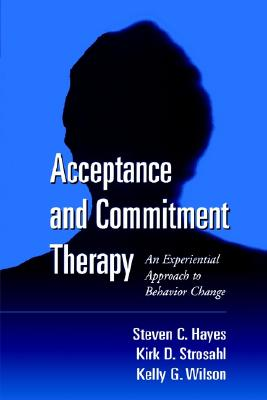 Acceptance
and Commitment
Therapy
An Experiential
Approach to
Behavior Change
Steven C. Hayes
Kirk D. Strosahl
Kelly G. Wilson